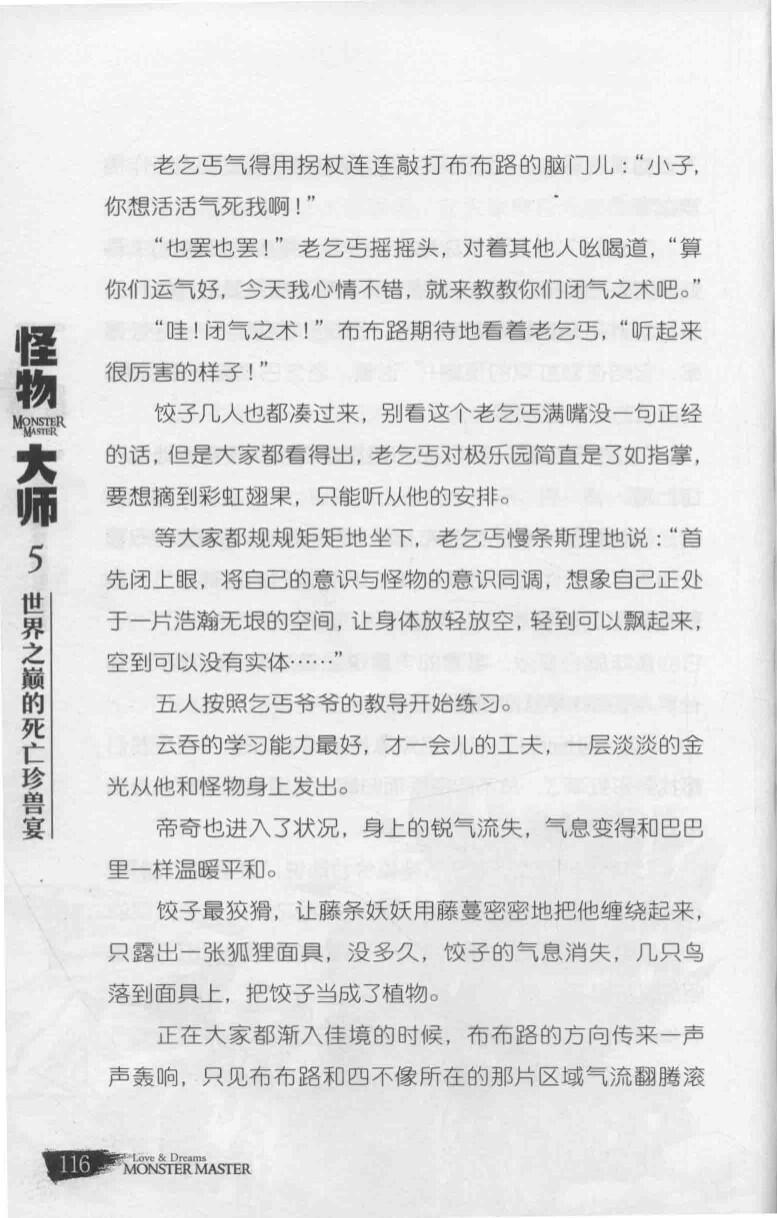 老乞丐气得用拐杖连连敲打布布路的脑门儿：“小子，
你想活活气死我啊！”
“也罢也罢！”老乞丐摇摇头，对着其他人吆喝道，“算
你们运气好，今天我心情不错，就来教教你们闭气之术吧。”
“哇！闭气之术！”布布路期待地看着老乞丐，“听起来
很厉害的样子！”
饺子几人也都凑过来，别看这个老乞丐满嘴没一句正经
的话，但是大家都看得出，老乞丐对极乐园简直是了如指掌，
要想摘到彩虹翅果，只能听从他的安排。
等大家都规规矩矩地坐下，老乞丐慢条斯理地说：“首
先闭上眼，将自己的意识与怪物的意识同调，想象自己正处
于一片浩瀚无垠的空间，让身体放轻放空，轻到可以飘起来，
空到可以没有实体……”
五人按照乞丐爷爷的教导开始练习。
云吞的学习能力最好，才一会儿的工夫，一层淡淡的金
光从他和怪物身上发出。
帝奇也进入了状况，身上的锐气流失，气息变得和巴巴
里一样温暖平和。
饺子最狡猾，让藤条妖妖用藤蔓密密地把他缠绕起来，
只露出一张狐狸面具，没多久，饺子的气息消失，几只鸟
落到面具上，把饺子当成了植物。
正在大家都渐入佳境的时候，布布路的方向传来一声
声轰响，只见布布路和四不像所在的那片区域气流翻腾滚
怪物
MONSTER
MASTER
大师
5
世界之巅的死亡珍兽宴
116
Love & Dreams
MONSTER MASTER